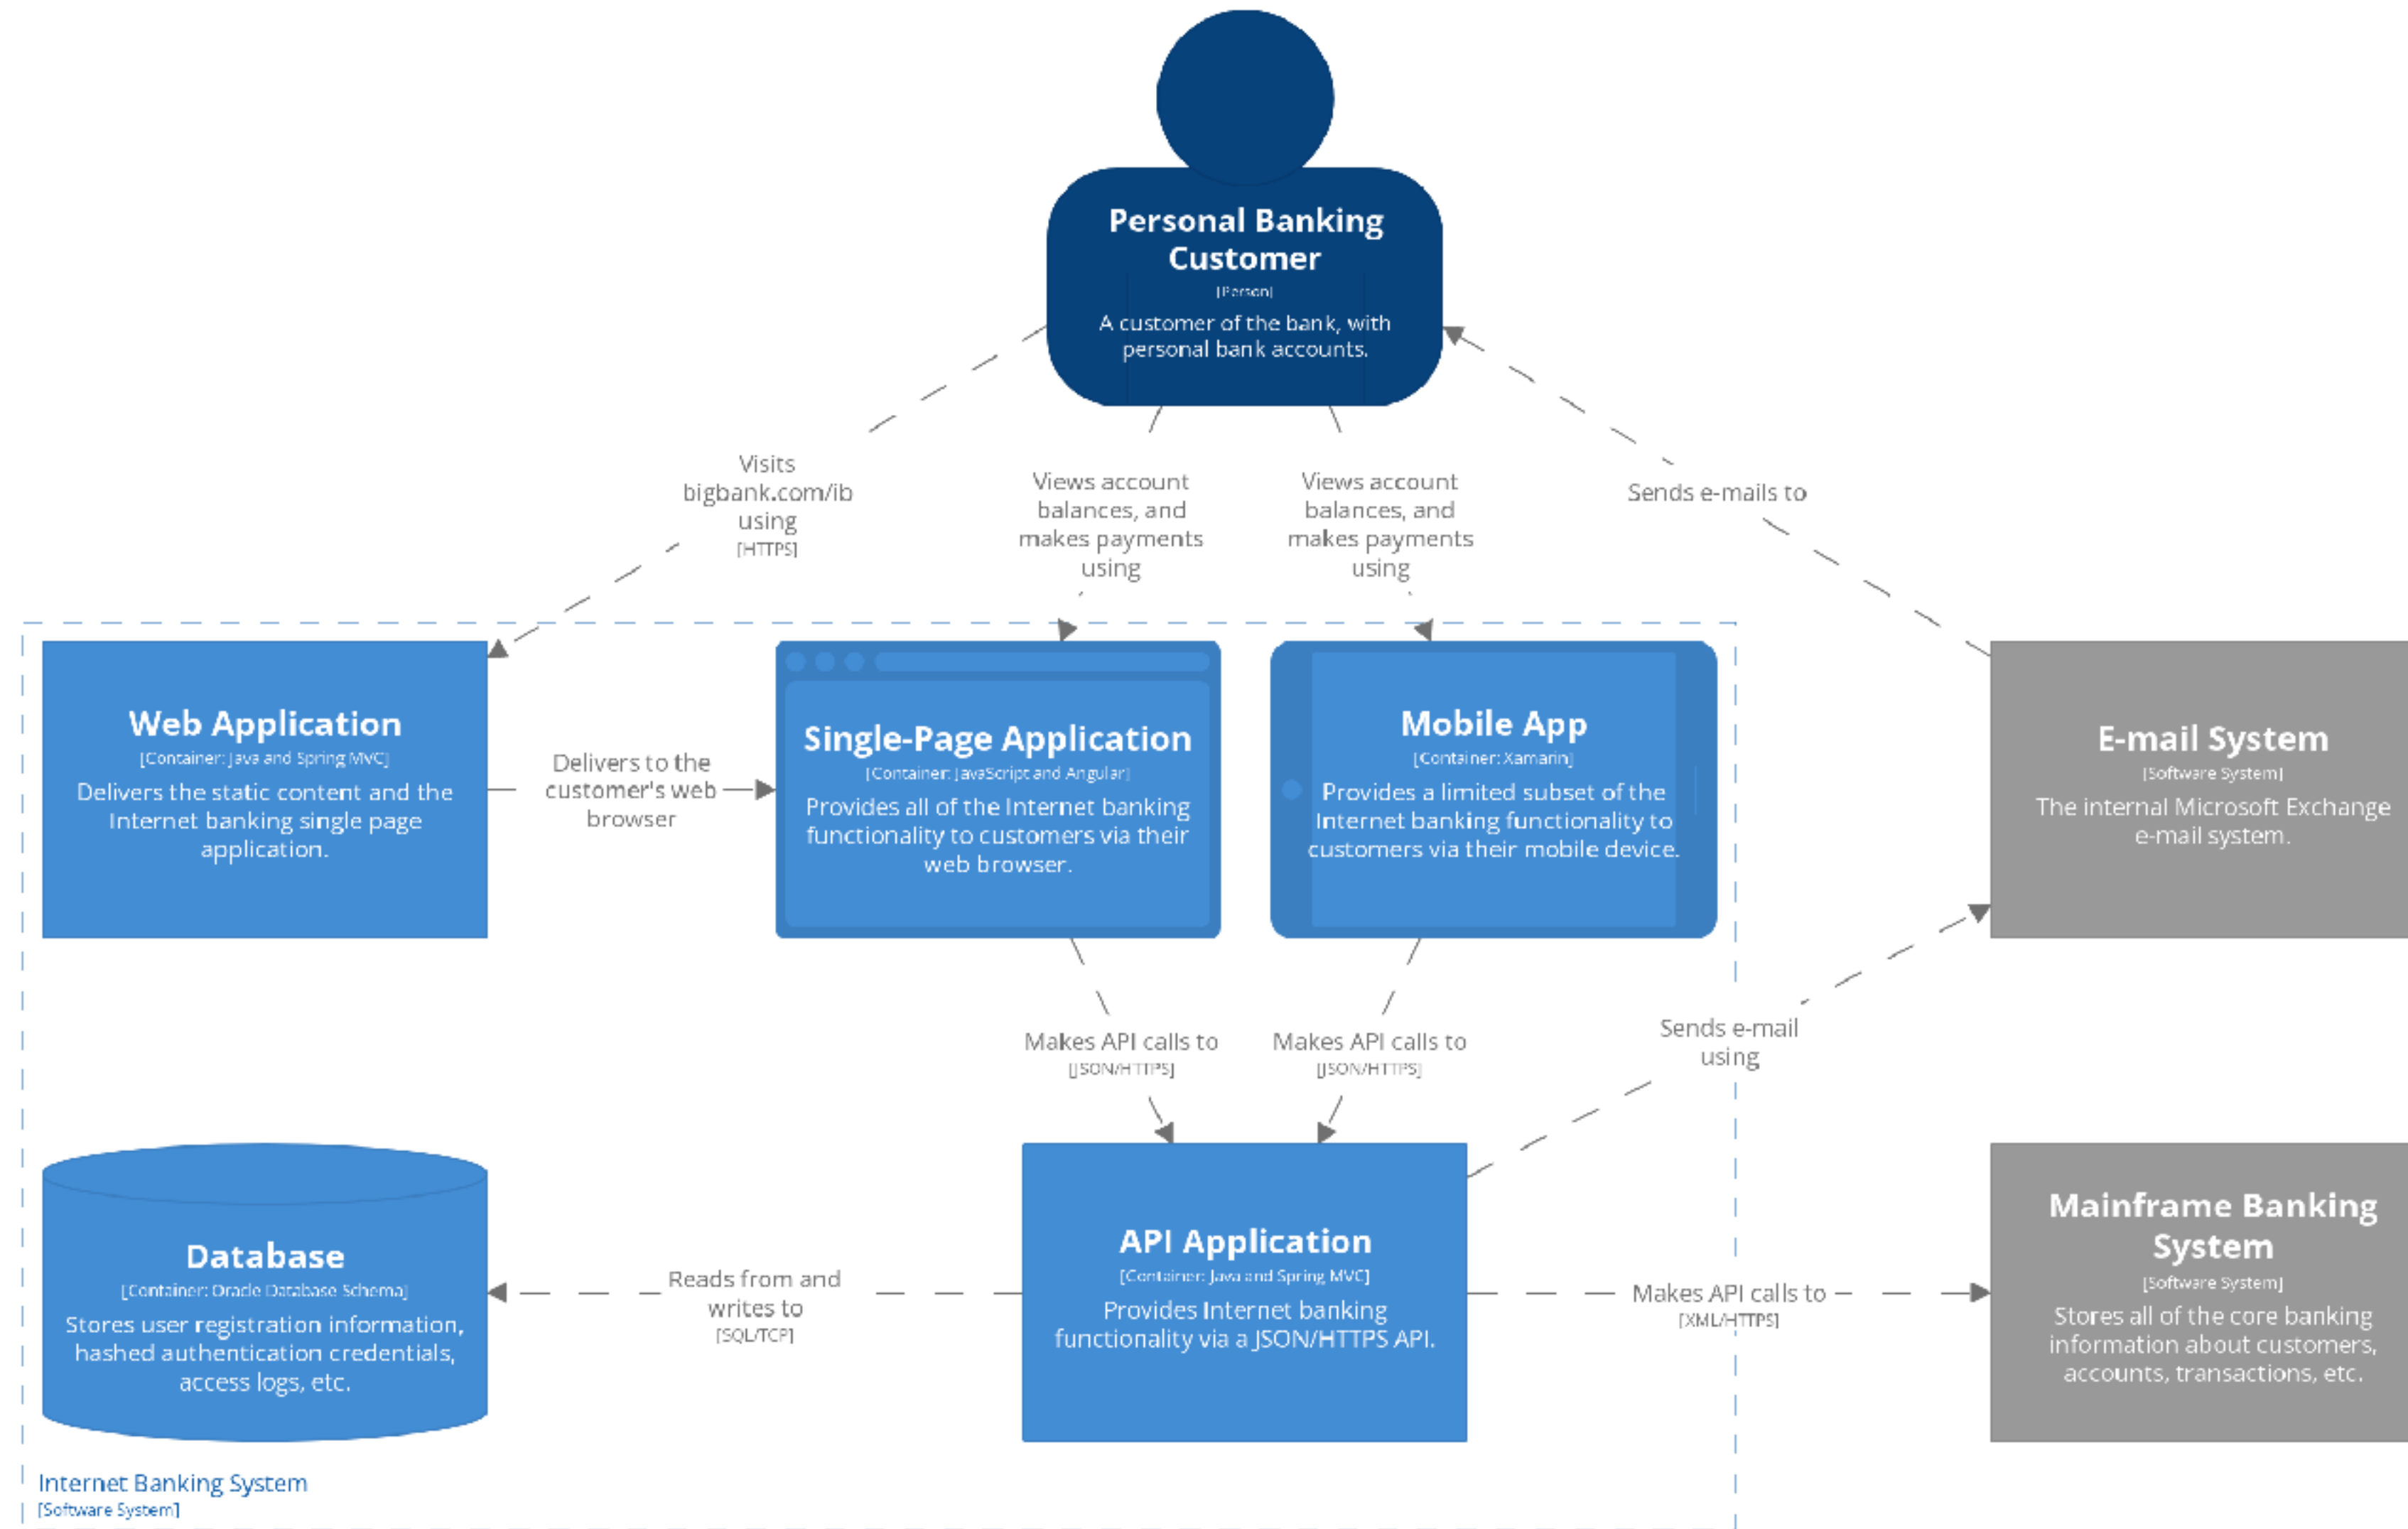 Personal Banking
Customer
[Person]
A customer of the bank, with
personal bank accounts.
Visits
bigbank.com/ib
using
[HTTPS]
Views account
balances, and
makes payments
using
Views account
balances, and
makes payments
using
Sends e-mails to
Web Application
[Container: Java and Spring MVC]
Delivers the static content and the
Internet banking single page
application.
Delivers to the
customer's web
browser
Single-Page Application
[Container: JavaScript and Angular]
Provides all of the Internet banking
functionality to customers via their
web browser.
Mobile App
[Container: Xamarin]
Provides a limited subset of the
Internet banking functionality to
customers via their mobile device.
E-mail System
[Software System]
The internal Microsoft Exchange
e-mail system.
Makes API calls to
[JSON/HTTPS]
Makes API calls to
[JSON/HTTPS]
Sends e-mail
using
Database
[Container: Oracle Database Schema]
Stores user registration information,
hashed authentication credentials,
access logs, etc.
Reads from and
writes to
[SQL/TCP]
API Application
[Container: Java and Spring MVC]
Provides Internet banking
functionality via a JSON/HTTPS API.
Makes API calls to
[XML/HTTPS]
Mainframe Banking
System
[Software System]
Stores all of the core banking
information about customers,
accounts, transactions, etc.
Internet Banking System
[Software System]